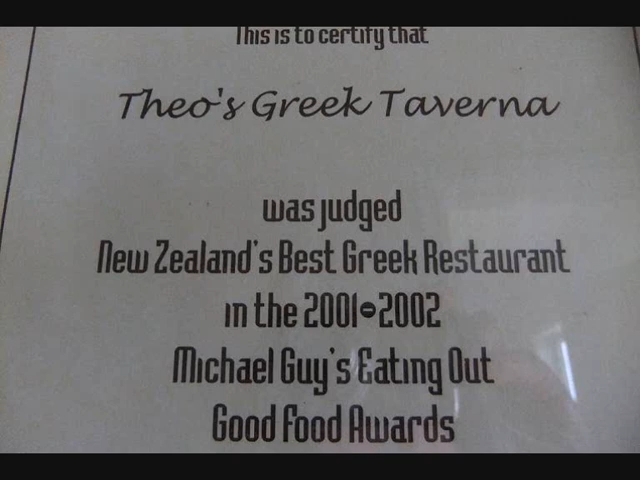 This is to certify that
Theo's Greek Taverna
was judged
New Zealand's Best Greek Restaurant
in the 2001-2002
Michael Guy's Eating Out
Good Food Awards